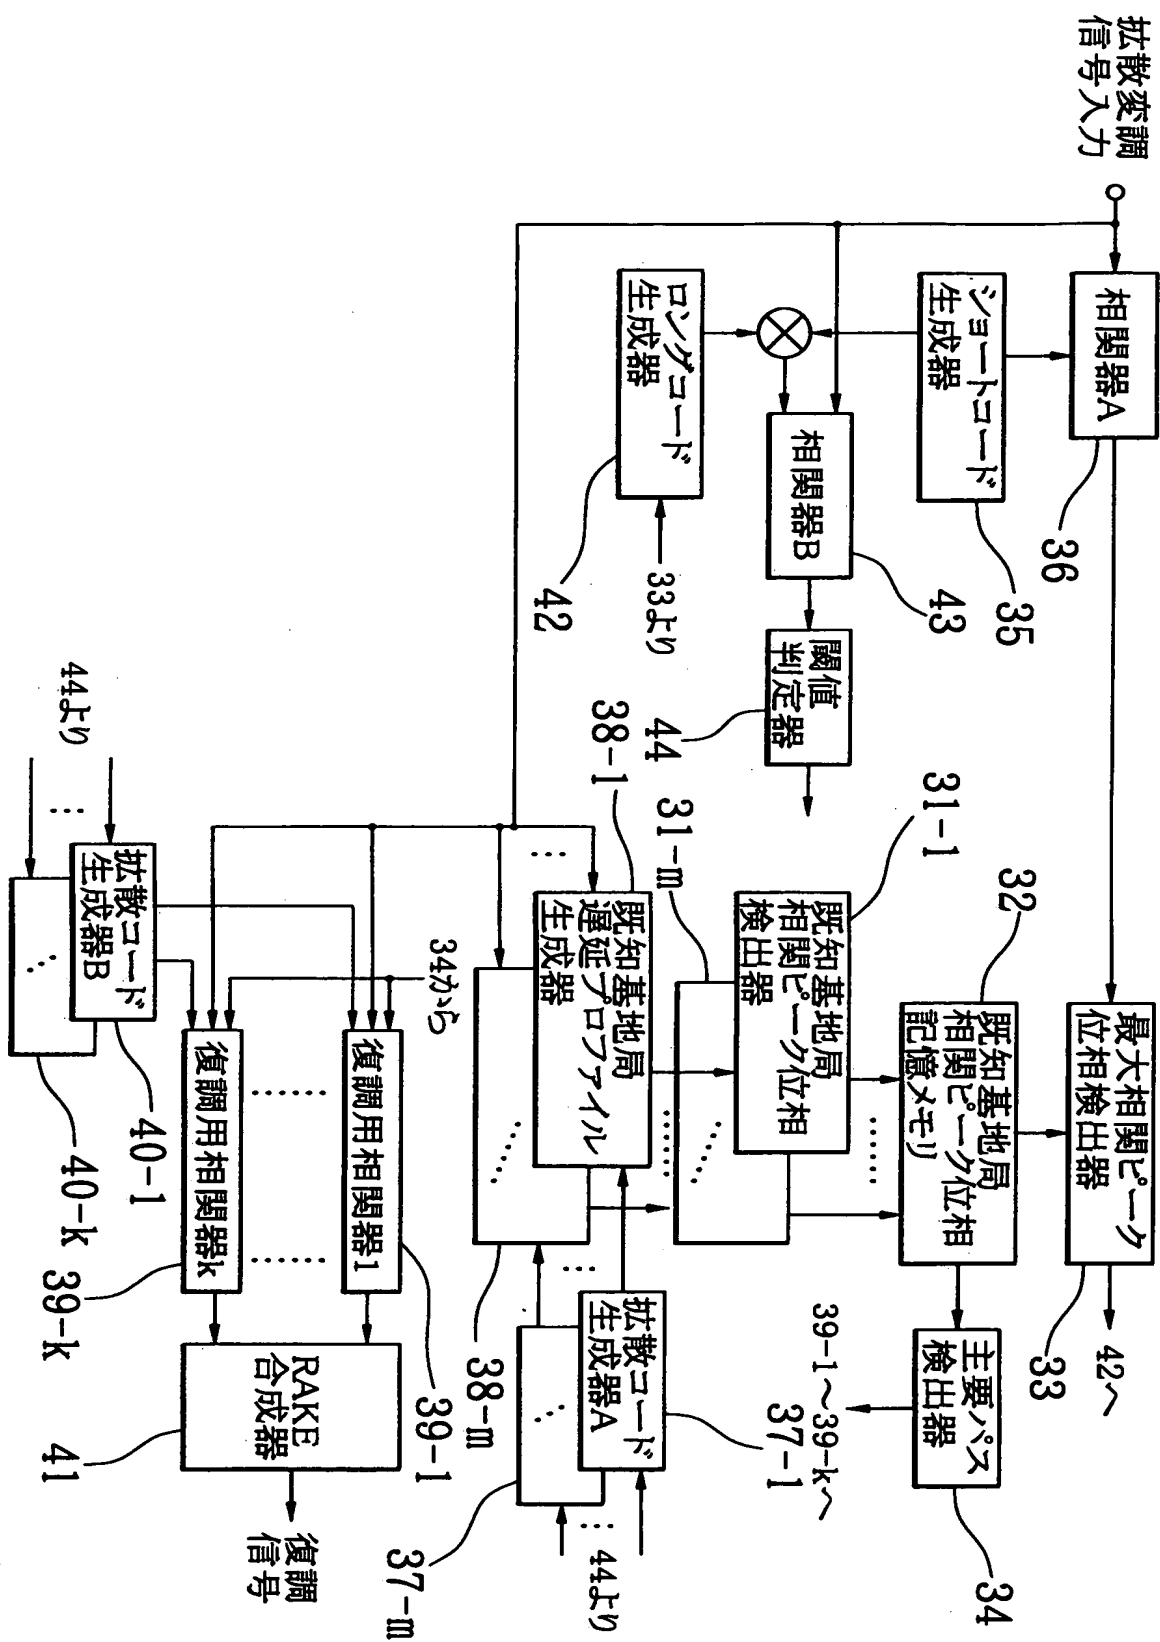 拡散変調
信号入力
相関器A
36
最大相関ピーク
位相検出器
33
42へ
ショートコード
生成器
35
既知基地局
相関ピーク位相
記憶メモリ
32
主要パス
検出器
34
39-1～39-kへ
相関器B
43
閾値
判定器
44
ロングコード
生成器
42
33より
既知基地局
相関ピーク位相
検出器
31-1
31-m
既知基地局
遅延プロファイル
生成器
38-1
38-m
拡散コード
生成器A
37-1
37-m
44より
34から
復調用相関器1
39-1
復調用相関器k
39-k
RAKE
合成器
41
復調
信号
44より
拡散コード
生成器B
40-1
40-k